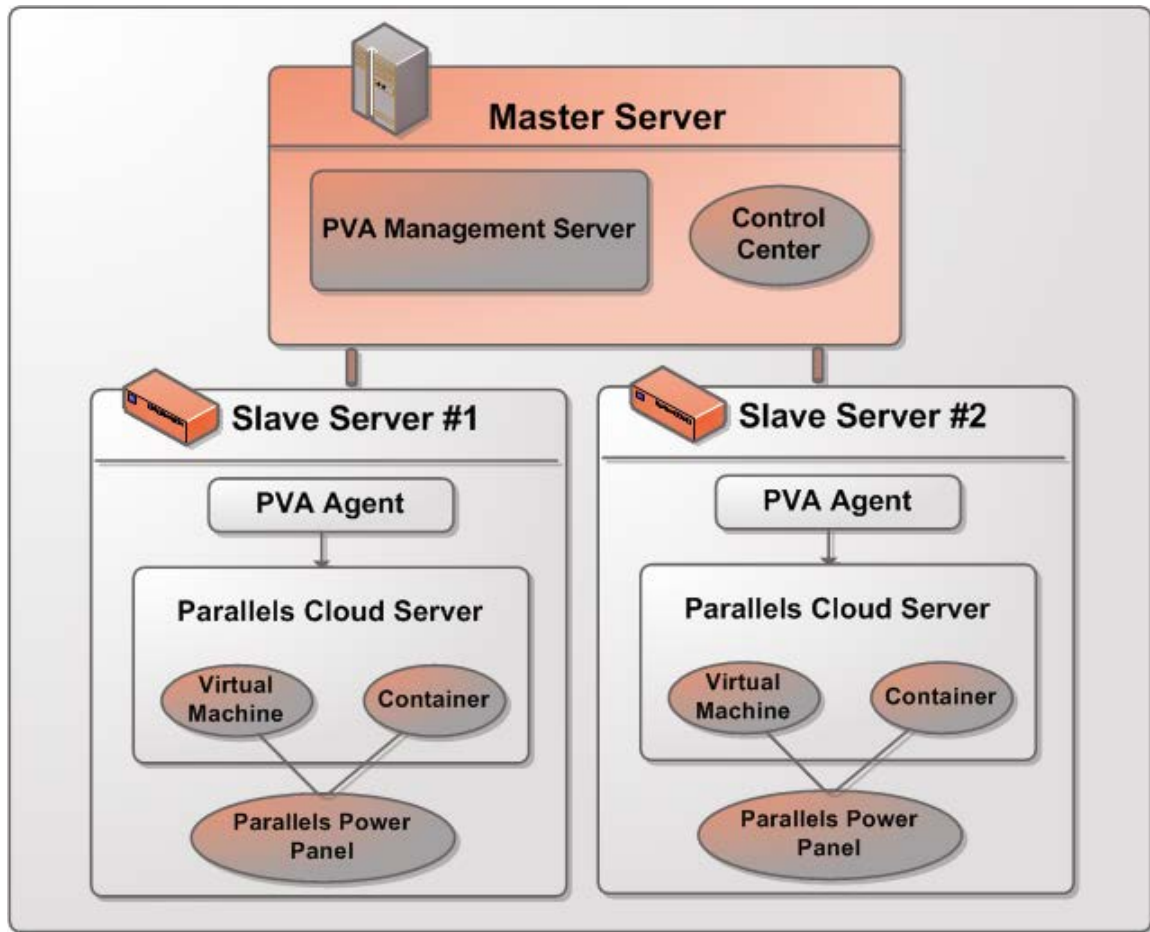 Master Server
PVA Management Server
Control
Center
Slave Server #1
PVA Agent
Parallels Cloud Server
Virtual
Machine
Container
Parallels Power
Panel
Slave Server #2
PVA Agent
Parallels Cloud Server
Virtual
Machine
Container
Parallels Power
Panel